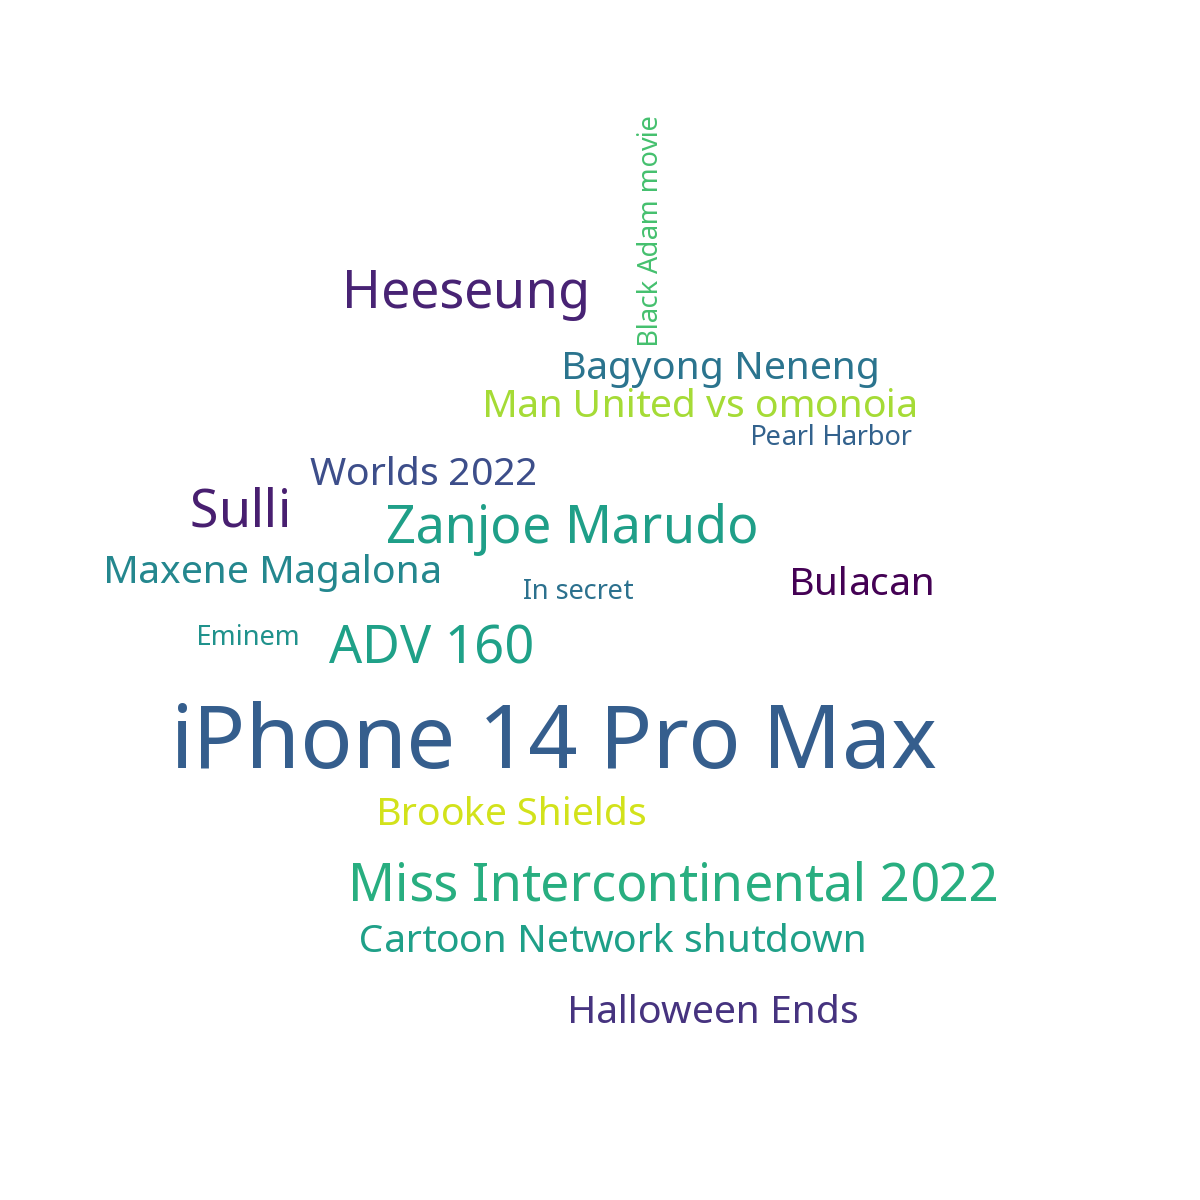 Black Adam movie
Heeseung
Bagyong Neneng
Man United vs omonoia
Pearl Harbor
Worlds 2022
Sulli
Zanjoe Marudo
Maxene Magalona
In secret
Bulacan
Eminem
ADV 160
iPhone 14 Pro Max
Brooke Shields
Miss Intercontinental 2022
Cartoon Network shutdown
Halloween Ends